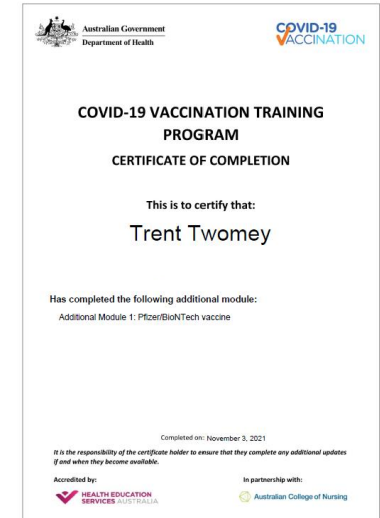 Australian Government
Department of Health
COVID-19
VACCINATION
COVID-19 VACCINATION TRAINING
PROGRAM
CERTIFICATE OF COMPLETION
This is to certify that:
Trent Twomey
Has completed the following additional module:
Additional Module 1: Pfizer/BioNTech vaccine
Completed on: November 3, 2021
It is the responsibility of the certificate holder to ensure that they complete any additional updates
if and when they become available.
Accredited by:
In partnership with:
HEALTH EDUCATION
SERVICES AUSTRALIA
Australian College of Nursing